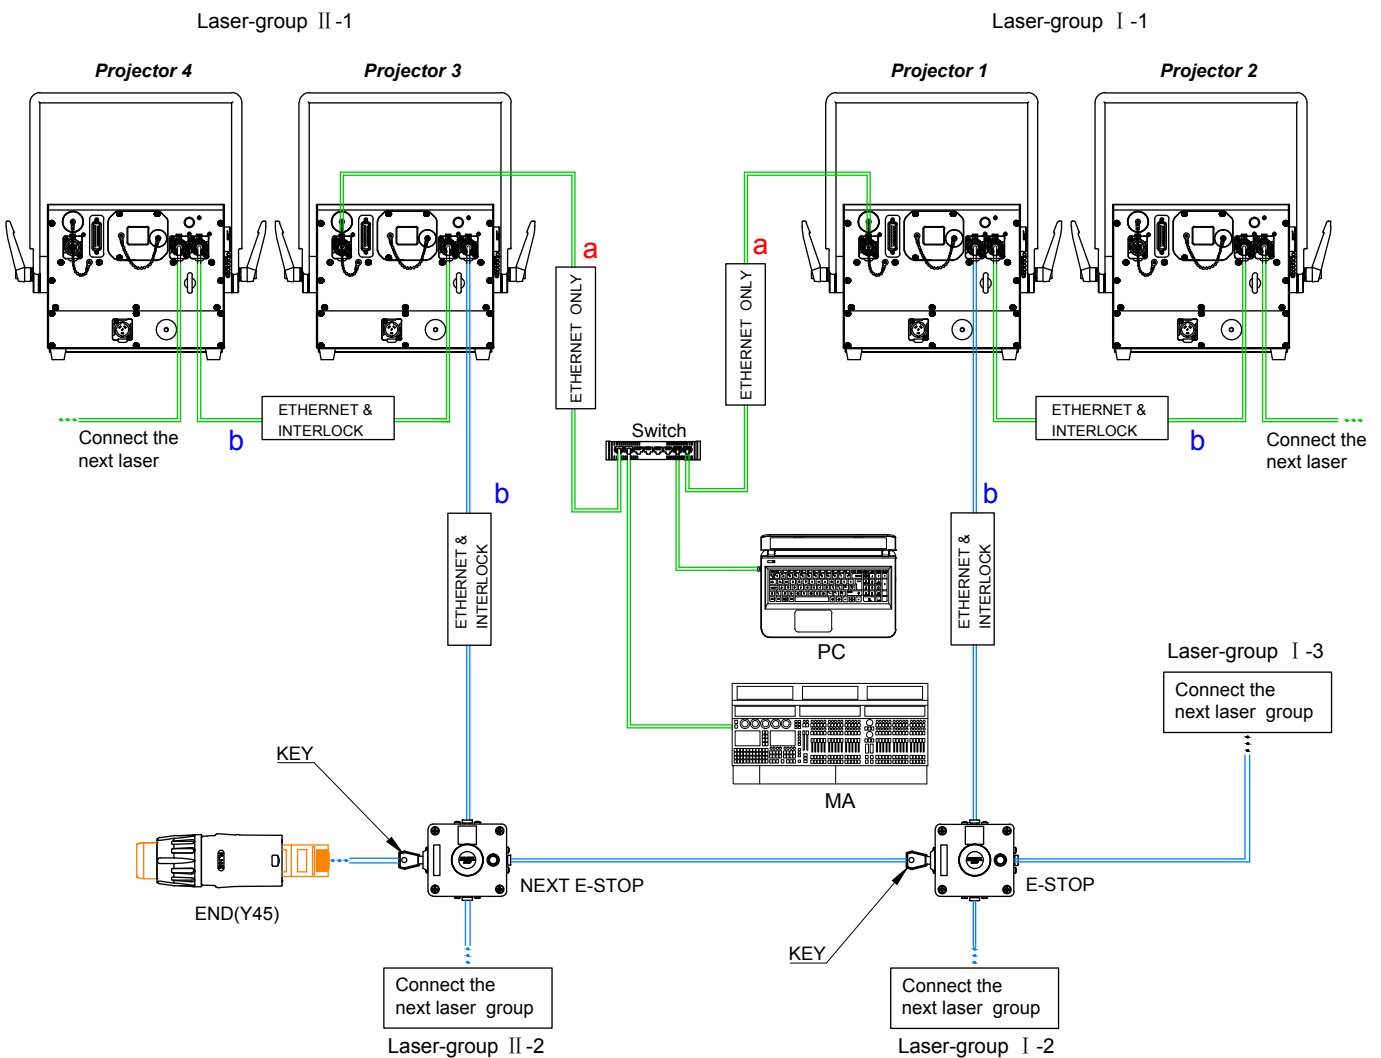 Laser-group Ⅱ-1
Laser-group Ⅰ-1
Projector 4
Projector 3
Projector 1
Projector 2
a
a
ETHERNET ONLY
ETHERNET ONLY
ETHERNET &
INTERLOCK
b
Connect the
next laser
Switch
ETHERNET &
INTERLOCK
b
Connect the
next laser
b
ETHERNET &
INTERLOCK
b
ETHERNET &
INTERLOCK
PC
Laser-group Ⅰ-3
Connect the
next laser group
MA
KEY
NEXT E-STOP
E-STOP
END(Y45)
KEY
Connect the
next laser group
Laser-group Ⅱ-2
Connect the
next laser group
Laser-group Ⅰ-2